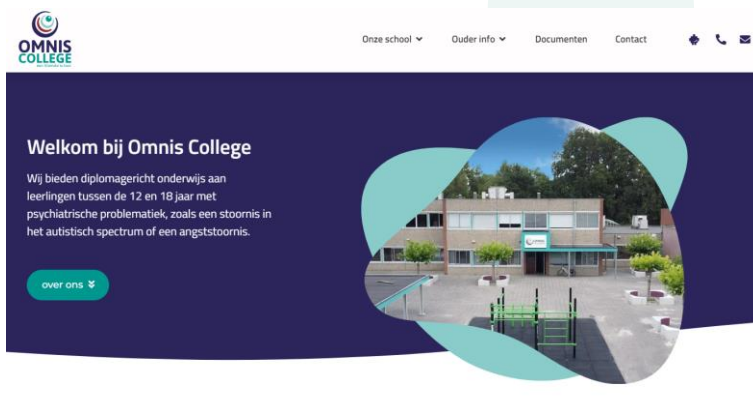 OMNIS
COLLEGE
Onze school
Ouder info
Documenten
Contact
Welkom bij Omnis College
Wij bieden diplomagericht onderwijs aan
leerlingen tussen de 12 en 18 jaar met
psychiatrische problematiek, zoals een stoornis in
het autistisch spectrum of een angststoornis.
over ons